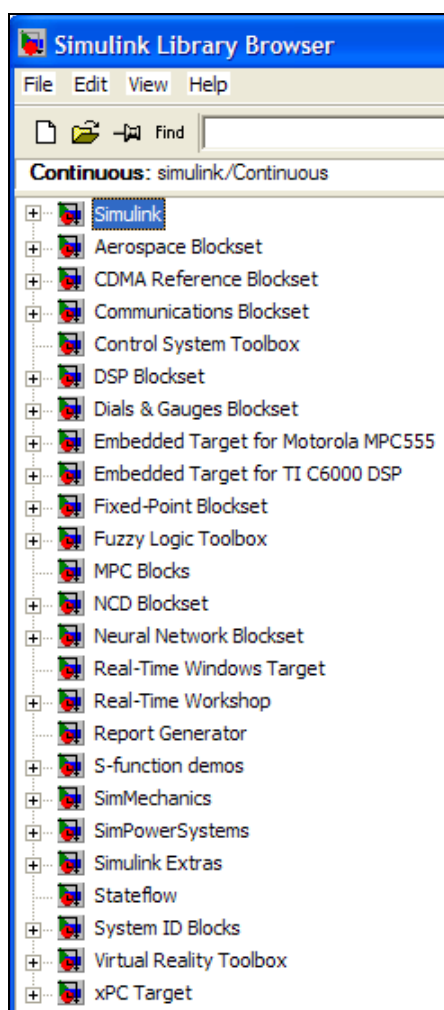 Simulink Library Browser
File Edit View Help
Find
Continuous: simulink/Continuous
Simulink
Aerospace Blockset
CDMA Reference Blockset
Communications Blockset
Control System Toolbox
DSP Blockset
Dials & Gauges Blockset
Embedded Target for Motorola MPC555
Embedded Target for TI C6000 DSP
Fixed-Point Blockset
Fuzzy Logic Toolbox
MPC Blocks
NCD Blockset
Neural Network Blockset
Real-Time Windows Target
Real-Time Workshop
Report Generator
S-function demos
SimMechanics
SimPowerSystems
Simulink Extras
Stateflow
System ID Blocks
Virtual Reality Toolbox
xPC Target